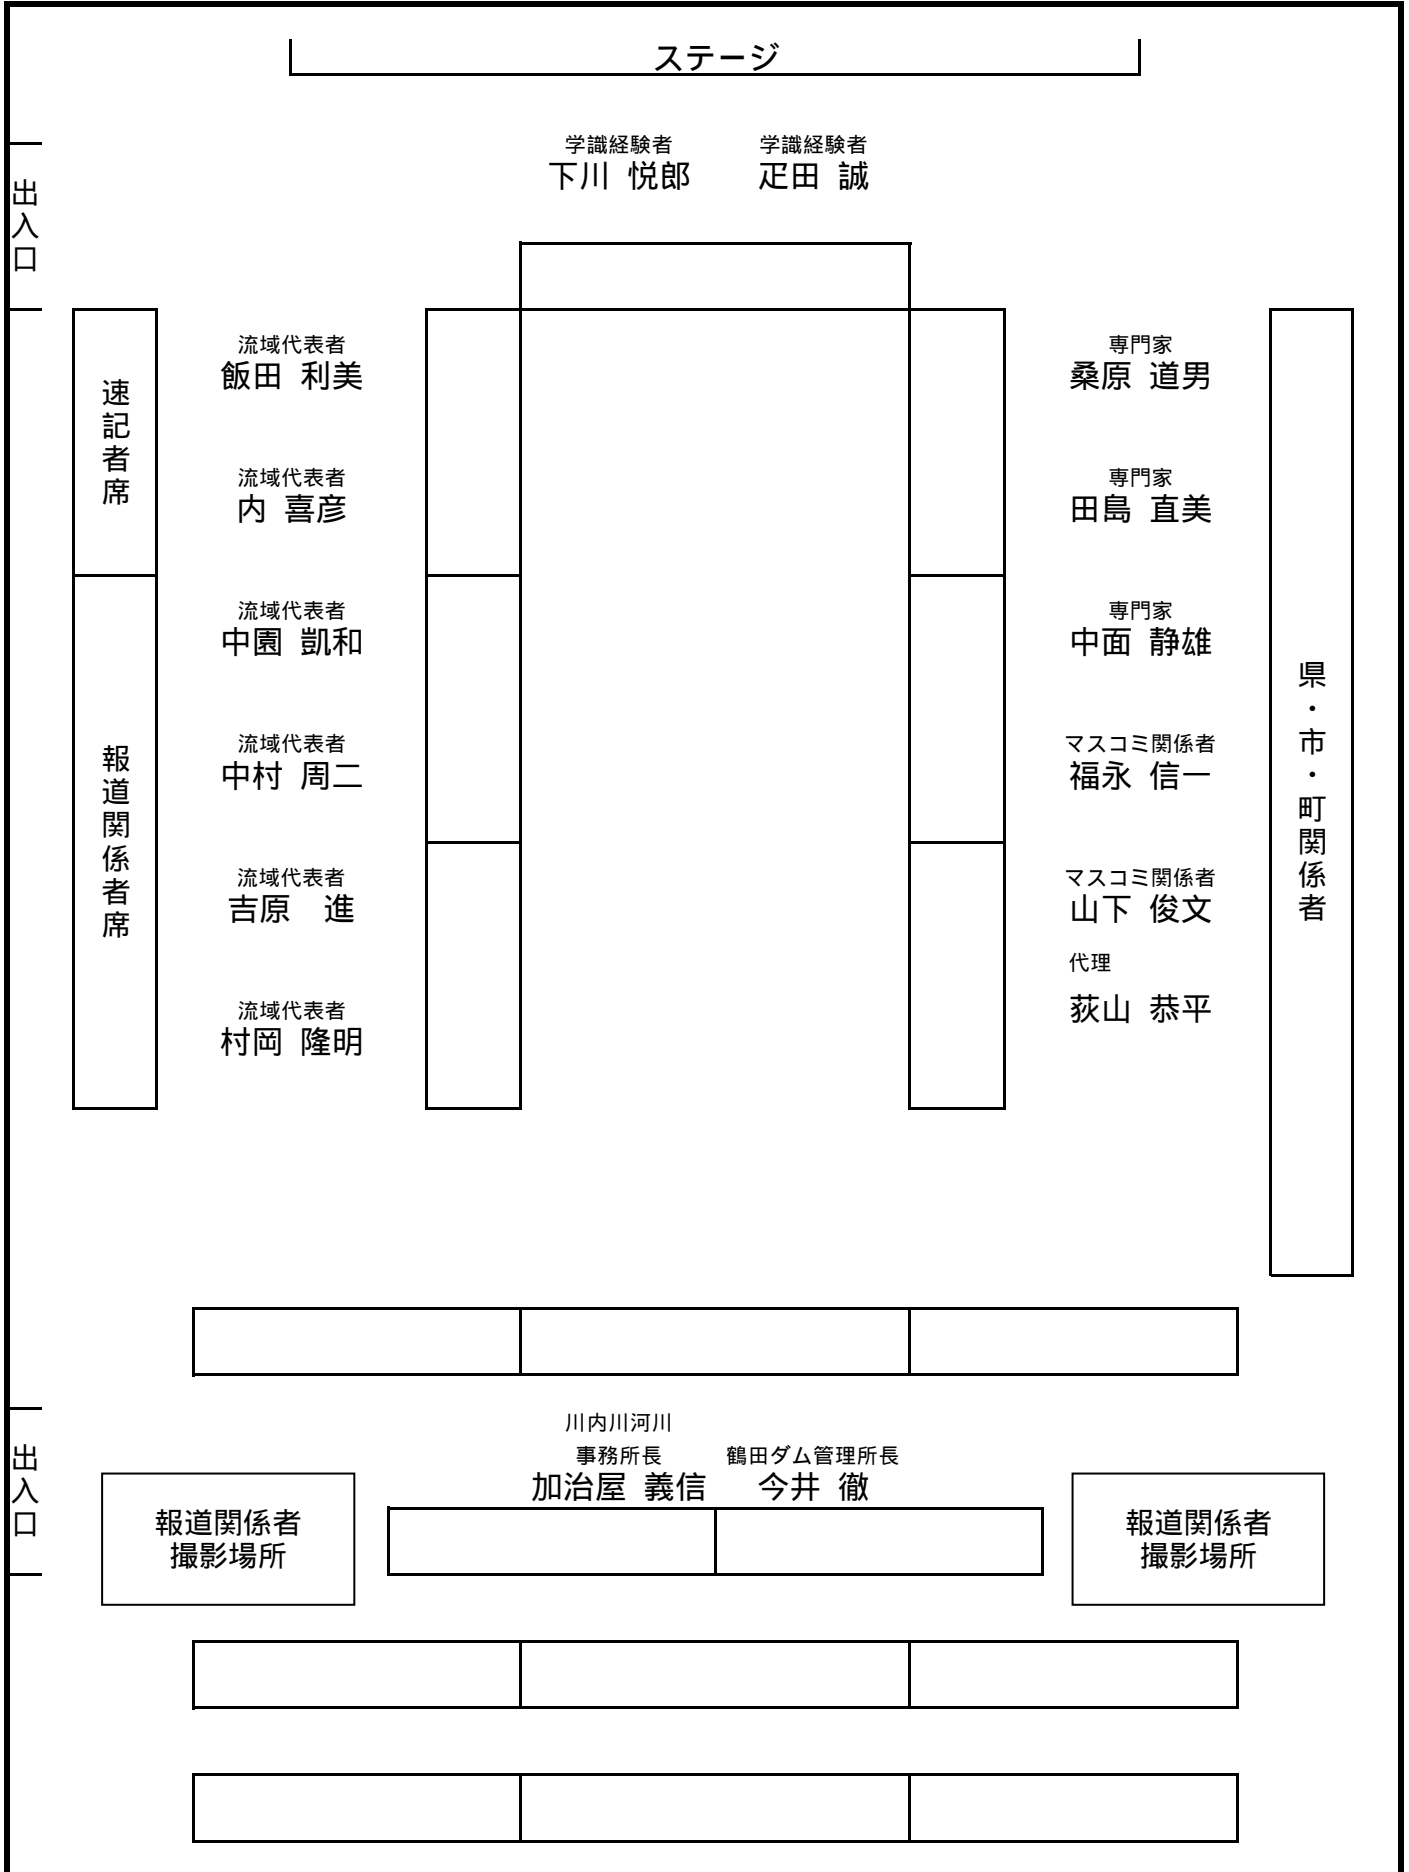 ステージ
学識経験者
下川 悦郎
学識経験者
疋田 誠
出入口
速記者席
報道関係者席
流域代表者
飯田 利美
流域代表者
内 喜彦
流域代表者
中園 凱和
流域代表者
中村 周二
流域代表者
吉原 進
流域代表者
村岡 隆明
専門家
桑原 道男
専門家
田島 直美
専門家
中面 静雄
マスコミ関係者
福永 信一
マスコミ関係者
山下 俊文
代理
荻山 恭平
県・市・町関係者
出入口
川内川河川
事務所長
加治屋 義信
鶴田ダム管理所長
今井 徹
報道関係者
撮影場所
報道関係者
撮影場所